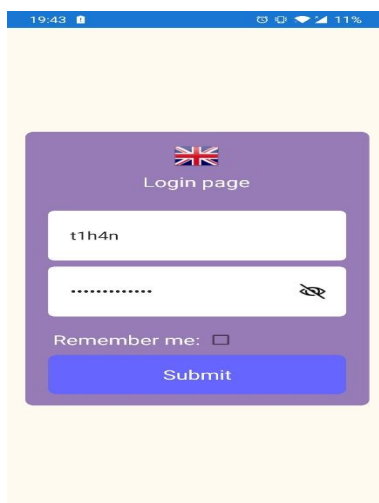 19:43 11%
Login page
t1h4n
•••••••••••••
Remember me:
Submit